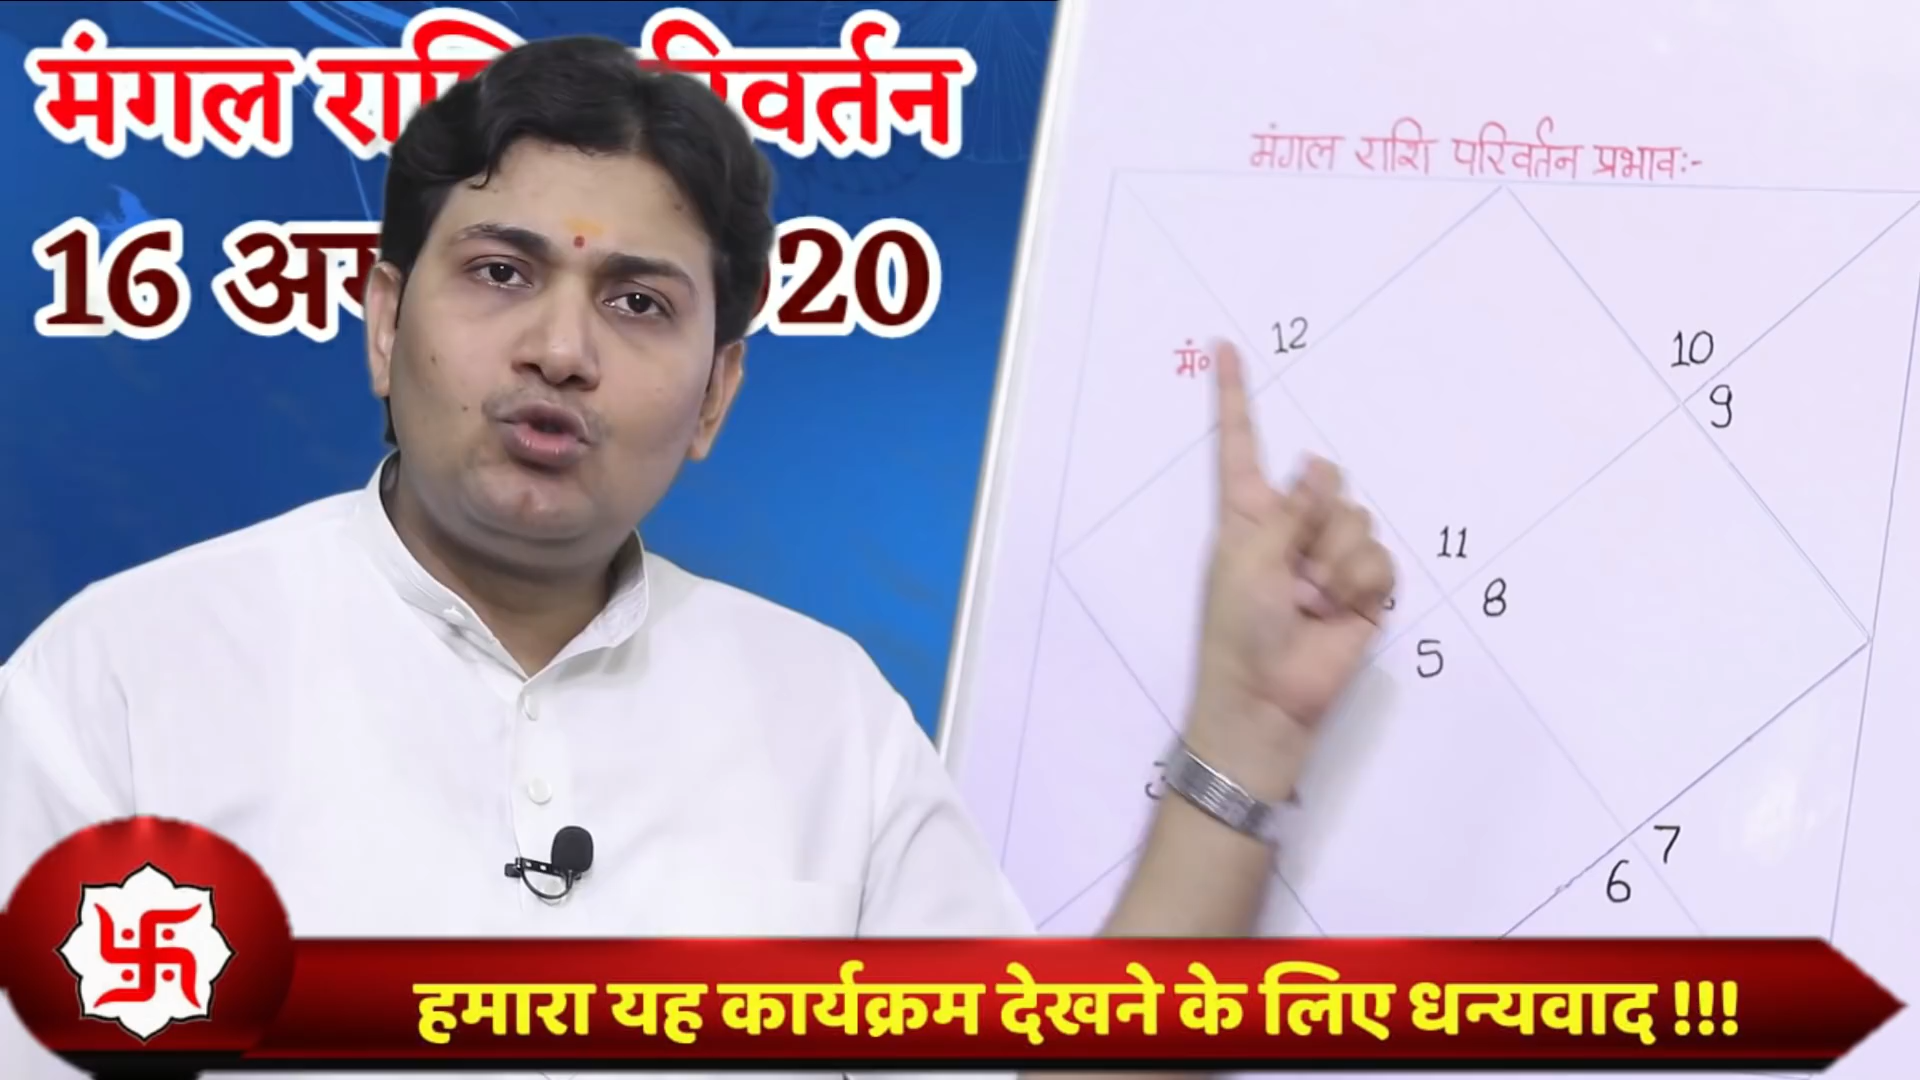 मंगल
16
20
मंगल राशि परिवर्तन प्रभाव:-
12
मं०
10
9
11
8
5
7
6
हमारा यह कार्यक्रम देखने के लिए धन्यवाद !!!